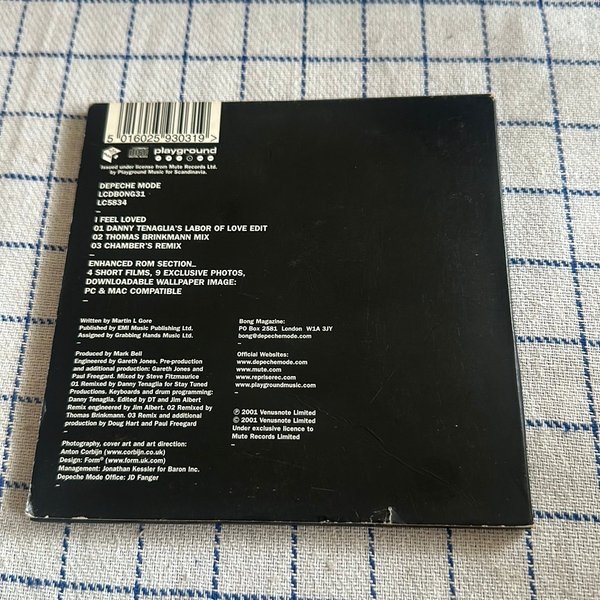 5 016025 930319 >
playground
Issued under license from Mute Records Ltd.
by Playground Music for Scandinavia.
DEPECHE MODE
LCDBONG31
LC5834
I FEEL LOVED
01 DANNY TENAGLIA'S LABOR OF LOVE EDIT
02 THOMAS BRINKMANN MIX
03 CHAMBER'S REMIX
ENHANCED ROM SECTION..
4 SHORT FILMS, 9 EXCLUSIVE PHOTOS,
DOWNLOADABLE WALLPAPER IMAGE:
PC & MAC COMPATIBLE
Written by Martin L Gore
Published by EMI Music Publishing Ltd.
Assigned by Grabbing Hands Music Ltd.
Produced by Mark Bell
Engineered by Gareth Jones. Pre-production
and additional production: Gareth Jones and
Paul Freegard. Mixed by Steve Fitzmaurice
01 Remixed by Danny Tenaglia for Stay Tuned
Productions. Keyboards and drum programming:
Danny Tenaglia. Edited by DT and Jim Albert
Remix engineered by Jim Albert. 02 Remixed by
Thomas Brinkmann. 03 Remix and additional
production by Doug Hart and Paul Freegard
Photography, cover art and art direction:
Anton Corbijn (www.corbijn.co.uk)
Design: Form® (www.form.uk.com)
Management: Jonathan Kessler for Baron Inc.
Depeche Mode Office: JD Fanger
Bong Magazine:
PO Box 2581 London W1A 3JY
bong@depechemode.com
Official Websites:
www.depechemode.com
www.mute.com
www.repriserec.com
www.playgroundmusic.com
℗ 2001 Venusnote Limited
© 2001 Venusnote Limited
Under exclusive licence to
Mute Records Limited